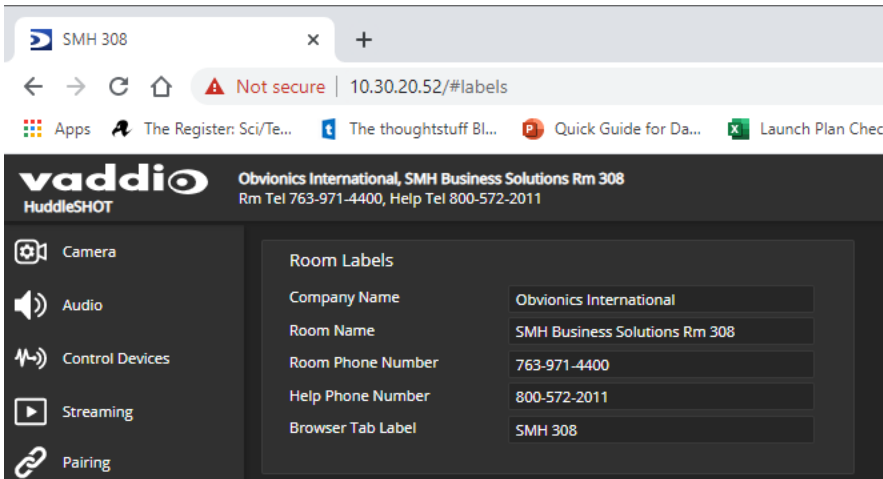 SMH 308
Not secure 10.30.20.52/#labels
Apps The Register: Sci/Te... The thoughtstuff Bl... Quick Guide for Da... Launch Plan Chec
vaddio
HuddleSHOT
Obvionics International, SMH Business Solutions Rm 308
Rm Tel 763-971-4400, Help Tel 800-572-2011
Camera
Audio
Control Devices
Streaming
Pairing
Room Labels
Company Name Obvionics International
Room Name SMH Business Solutions Rm 308
Room Phone Number 763-971-4400
Help Phone Number 800-572-2011
Browser Tab Label SMH 308